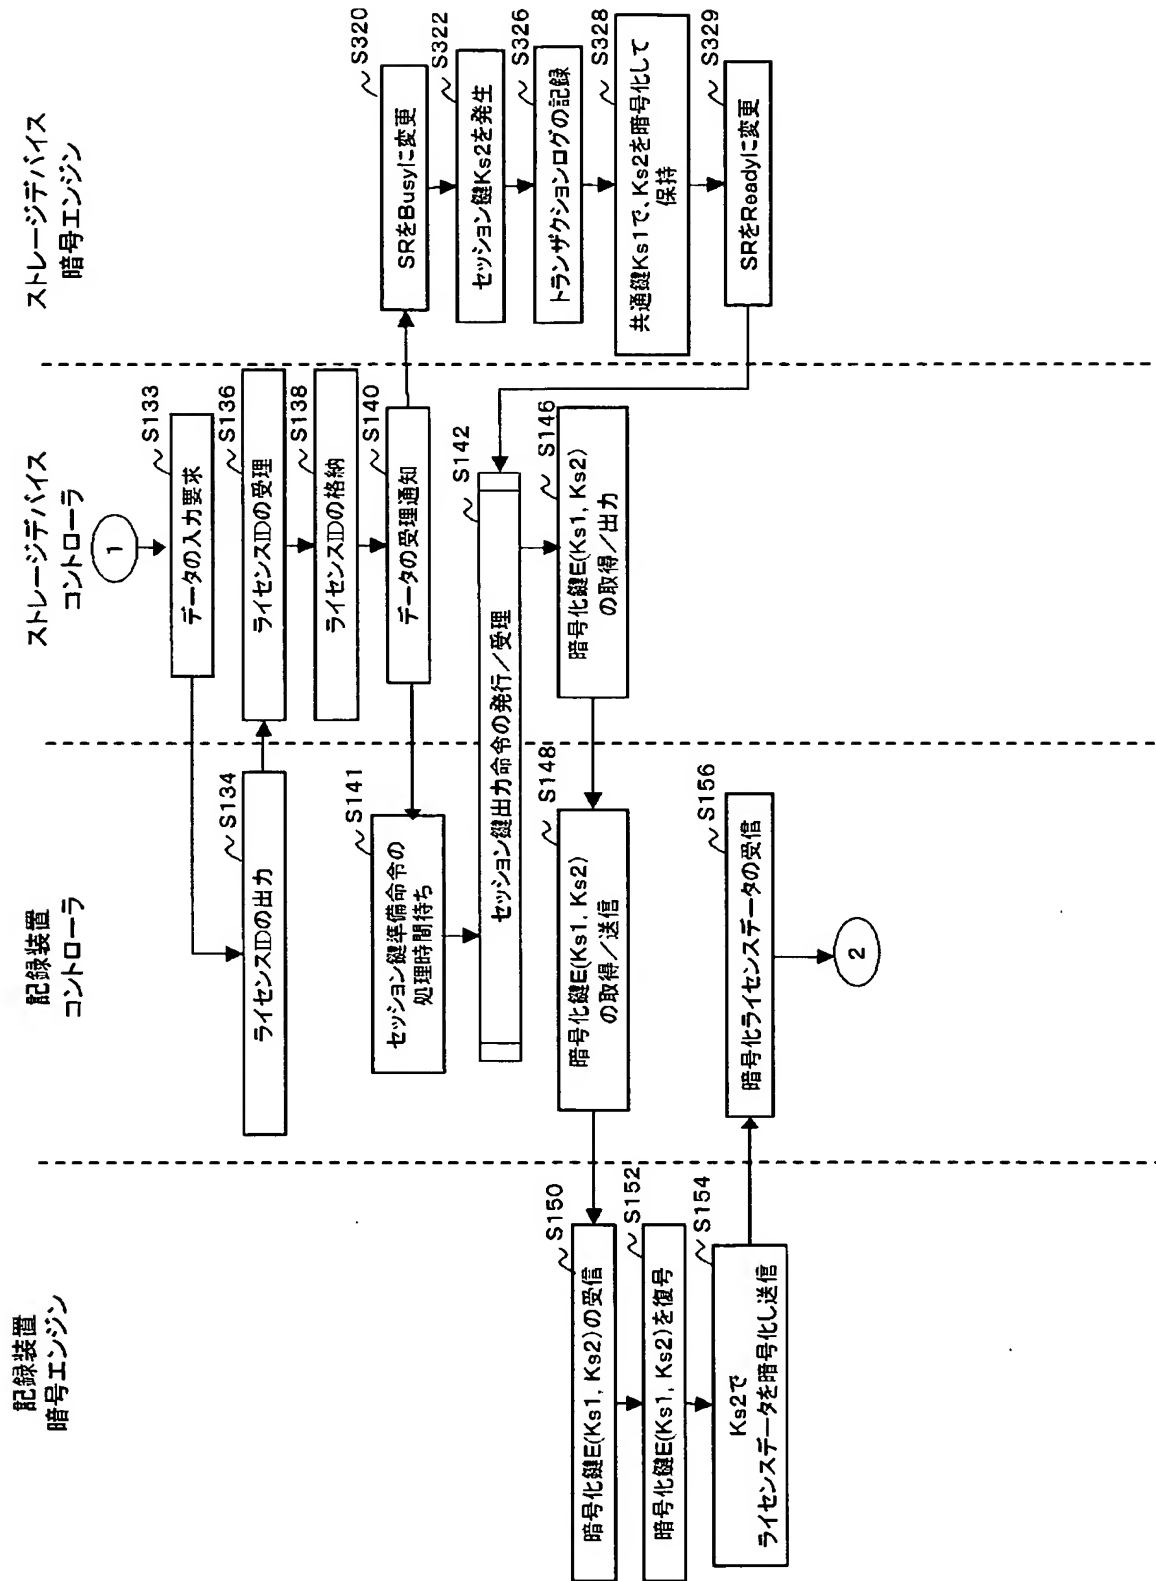 記録装置
暗号エンジン
記録装置
コントローラ
ストレージデバイス
コントローラ
ストレージデバイス
暗号エンジン
1
S133
データの入力要求
S134
ライセンスIDの出力
S136
ライセンスIDの受理
S138
ライセンスIDの格納
S140
データの受理通知
S141
セッション鍵準備命令の
処理時間待ち
S320
SRをBusyに変更
S322
セッション鍵Ks2を発生
S326
トランザクションログの記録
S328
共通鍵Ks1で、Ks2を暗号化して
保持
S329
SRをReadyに変更
S142
セッション鍵出力命令の発行／受理
S146
暗号化鍵E(Ks1, Ks2)
の取得／出力
S148
暗号化鍵E(Ks1, Ks2)
の取得／送信
S150
暗号化鍵E(Ks1, Ks2)の受信
S152
暗号化鍵E(Ks1, Ks2)を復号
S154
Ks2で
ライセンスデータを暗号化し送信
S156
暗号化ライセンスデータの受信
2